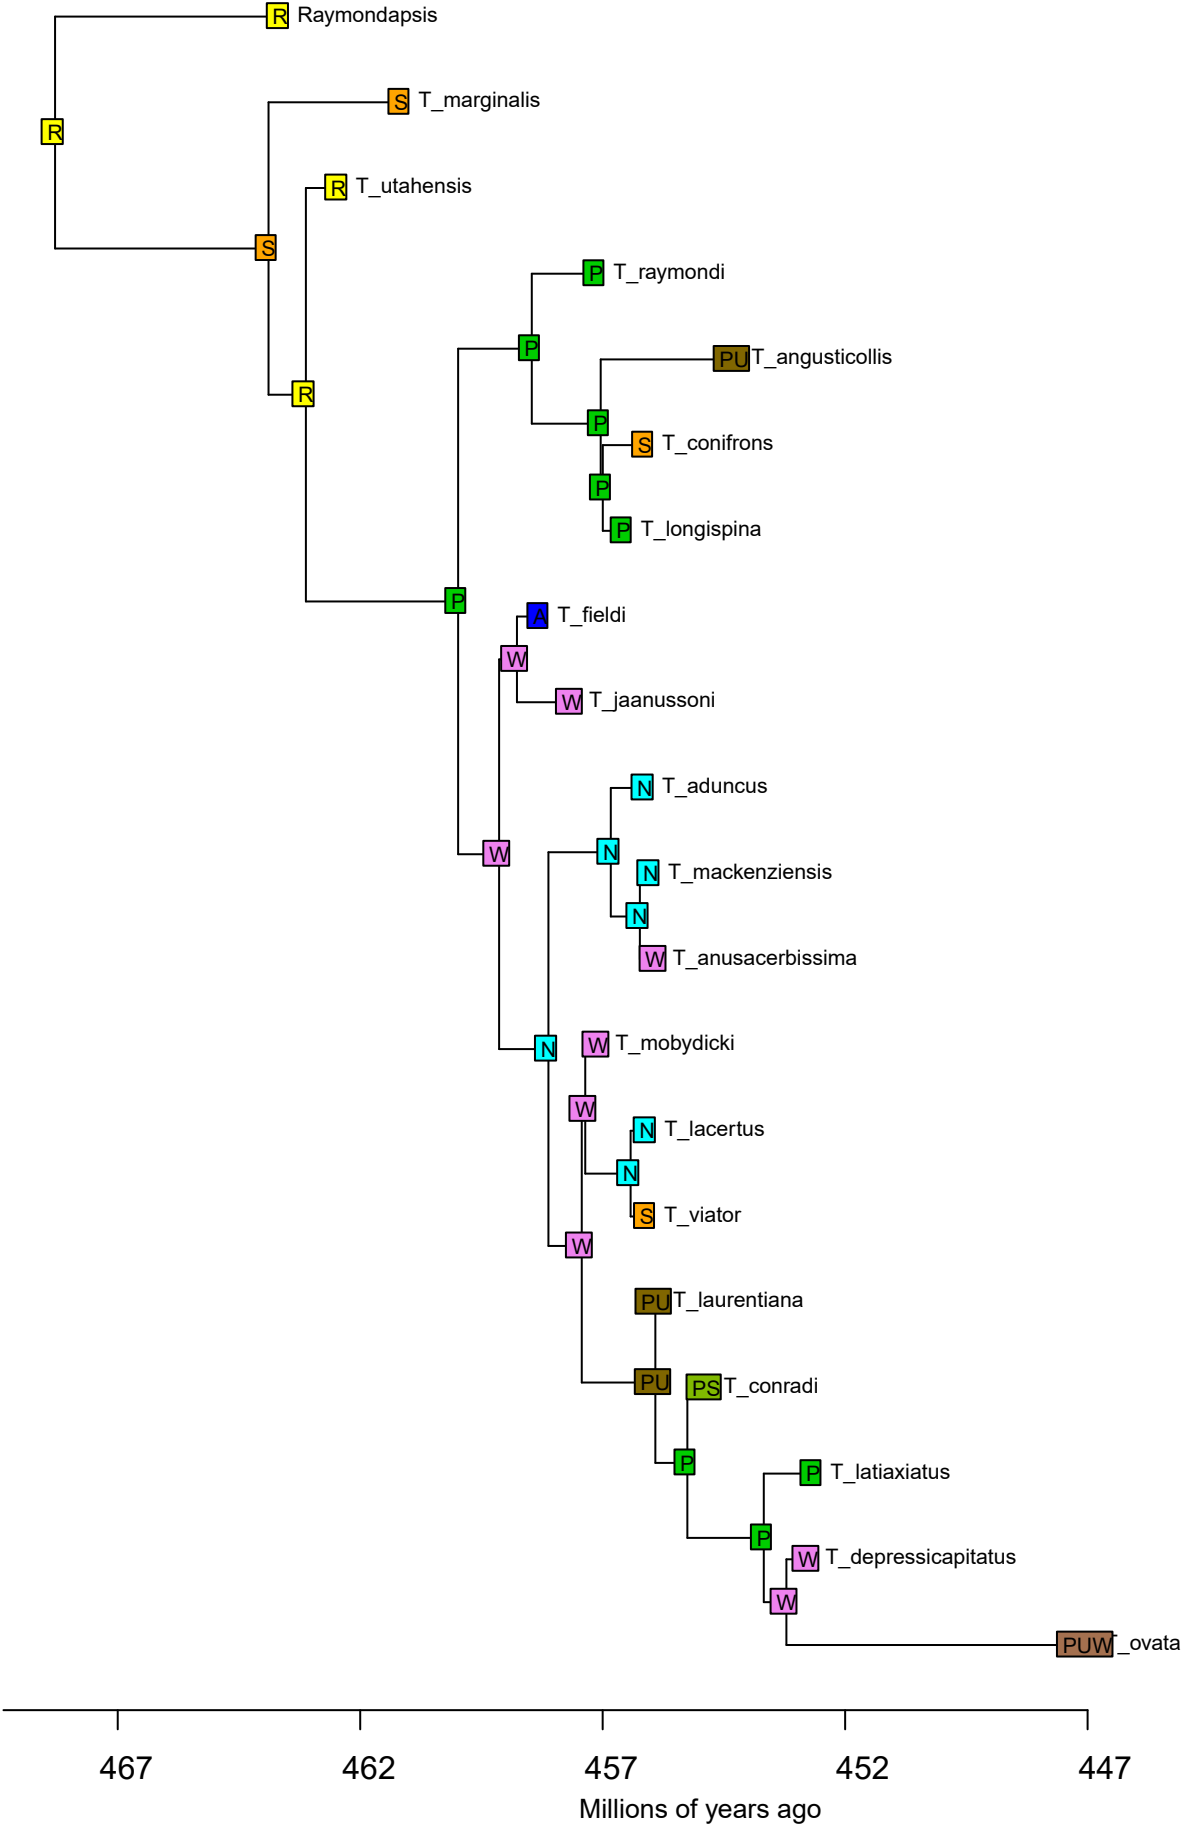 R Raymondapsis
S T_marginalis
R
R T_utahensis
S
P T_raymondi
P
PU T_angusticollis
R
P
S T_conifrons
P
P T_longispina
P
A T_fieldi
W
W T_jaanussoni
N T_aduncus
N
W
N T_mackenziensis
N
W T_anusacerbissima
W T_mobydicki
N
W
N T_lacertus
N
S T_viator
W
PU T_laurentiana
PU
PS T_conradi
P
P T_latiaxiatus
P
W T_depressicapitatus
W
PUW T_ovata
467 462 457 452 447
Millions of years ago